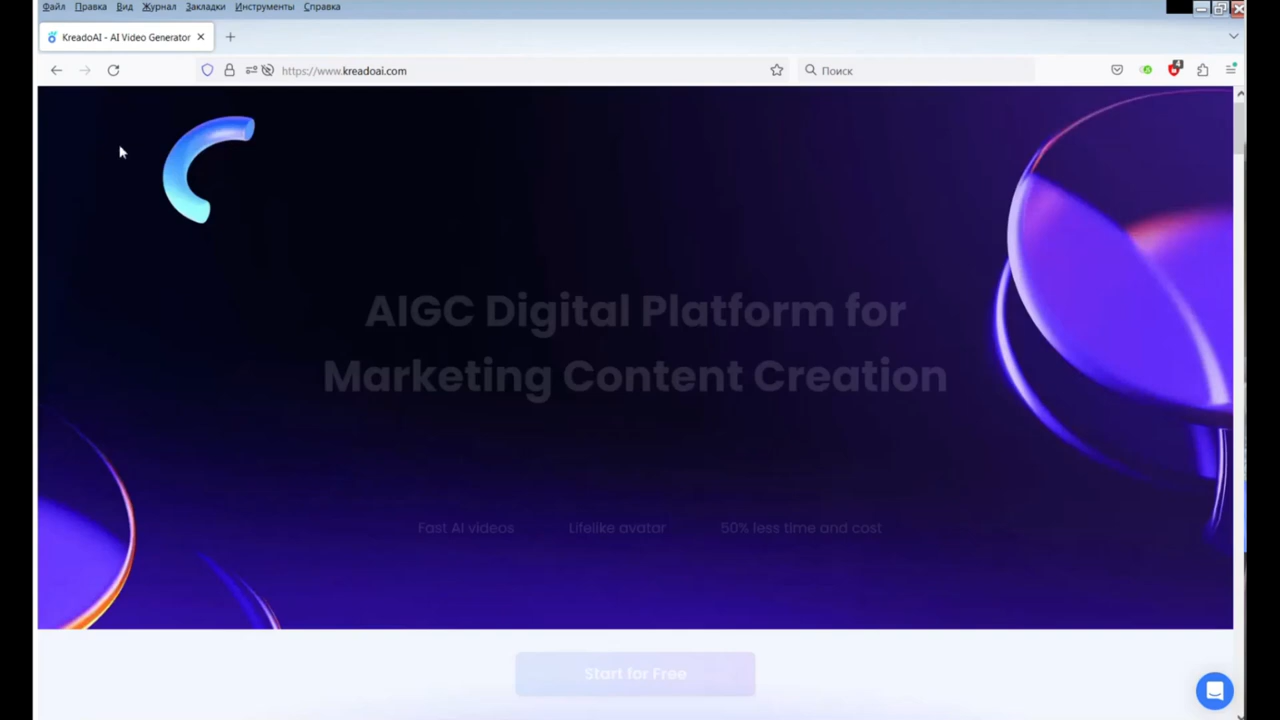 Файл Правка Вид Журнал Закладки Инструменты Справка
KreadoAI - AI Video Generator
https://www.kreadoai.com
Поиск
4
AIGC Digital Platform for
Marketing Content Creation
Fast AI videos Lifelike avatar 50% less time and cost
Start for Free